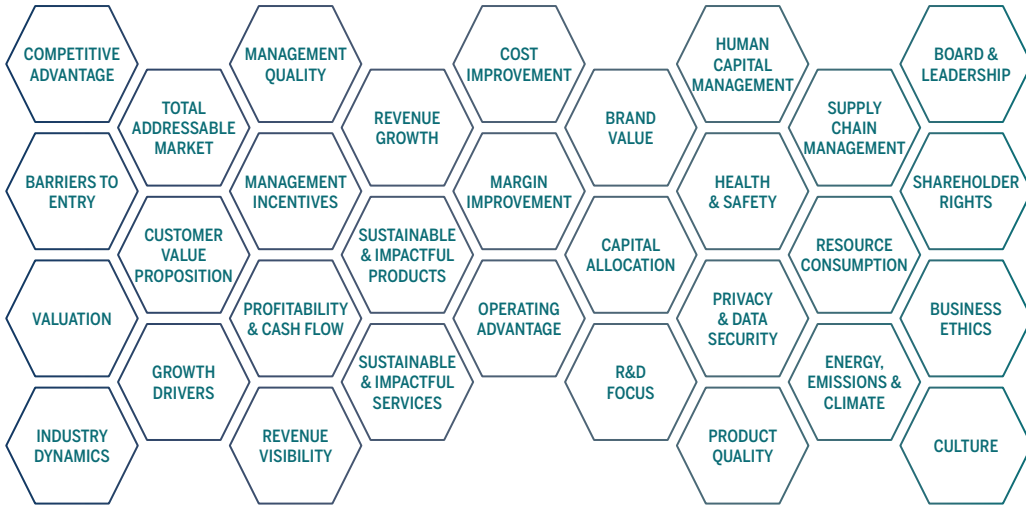 COMPETITIVE
ADVANTAGE
BARRIERS TO
ENTRY
VALUATION
INDUSTRY
DYNAMICS
TOTAL
ADDRESSABLE
MARKET
CUSTOMER
VALUE
PROPOSITION
GROWTH
DRIVERS
MANAGEMENT
QUALITY
MANAGEMENT
INCENTIVES
PROFITABILITY
& CASH FLOW
REVENUE
VISIBILITY
REVENUE
GROWTH
SUSTAINABLE
& IMPACTFUL
PRODUCTS
SUSTAINABLE
& IMPACTFUL
SERVICES
COST
IMPROVEMENT
MARGIN
IMPROVEMENT
OPERATING
ADVANTAGE
BRAND
VALUE
CAPITAL
ALLOCATION
R&D
FOCUS
HUMAN
CAPITAL
MANAGEMENT
HEALTH
& SAFETY
PRIVACY
& DATA
SECURITY
PRODUCT
QUALITY
SUPPLY
CHAIN
MANAGEMENT
RESOURCE
CONSUMPTION
ENERGY,
EMISSIONS &
CLIMATE
BOARD &
LEADERSHIP
SHAREHOLDER
RIGHTS
BUSINESS
ETHICS
CULTURE